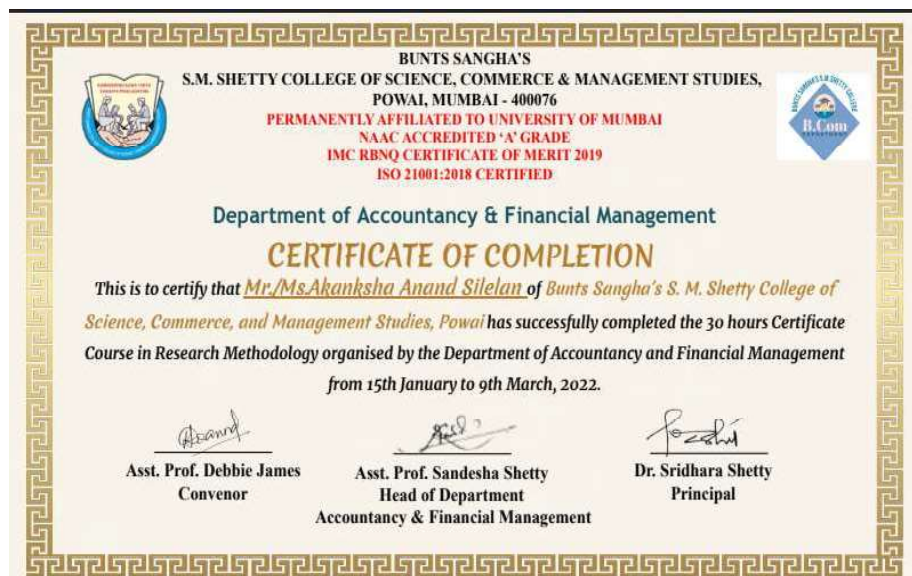 BUNTS SANGHA'S
S.M. SHETTY COLLEGE OF SCIENCE, COMMERCE & MANAGEMENT STUDIES,
POWAI, MUMBAI - 400076
PERMANENTLY AFFILIATED TO UNIVERSITY OF MUMBAI
NAAC ACCREDITED 'A' GRADE
IMC RBNQ CERTIFICATE OF MERIT 2019
ISO 21001:2018 CERTIFIED
BUNTS SANGHA'S S.M SHETTY COLLEGE
B.Com
DEPARTMENT
Department of Accountancy & Financial Management
CERTIFICATE OF COMPLETION
This is to certify that Mr./Ms.Akanksha Anand Silelan of Bunts Sangha's S. M. Shetty College of
Science, Commerce, and Management Studies, Powai has successfully completed the 30 hours Certificate
Course in Research Methodology organised by the Department of Accountancy and Financial Management
from 15th January to 9th March, 2022.
Asst. Prof. Debbie James
Convenor
Asst. Prof. Sandesha Shetty
Head of Department
Accountancy & Financial Management
Dr. Sridhara Shetty
Principal